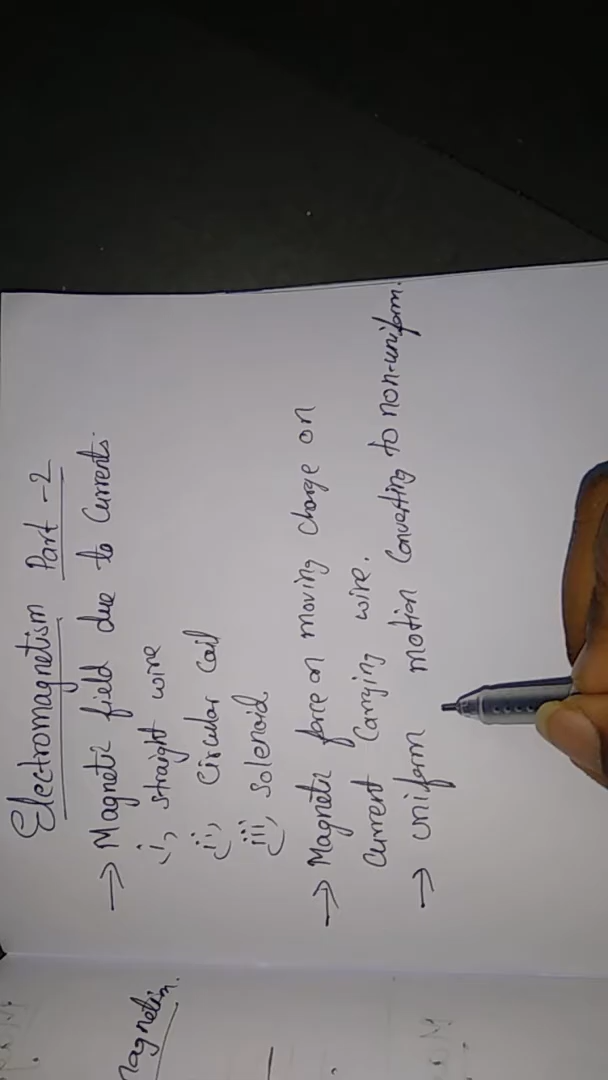 Electromagnetism Part - 2
→ Magnetic field due to Currents.
i, straight wire
ii, Circular Coil
iii, Solenoid
→ Magnetic force on moving charge on
Current Carrying wire.
→ uniform motion Converting to non-uniform.
Magnetism.